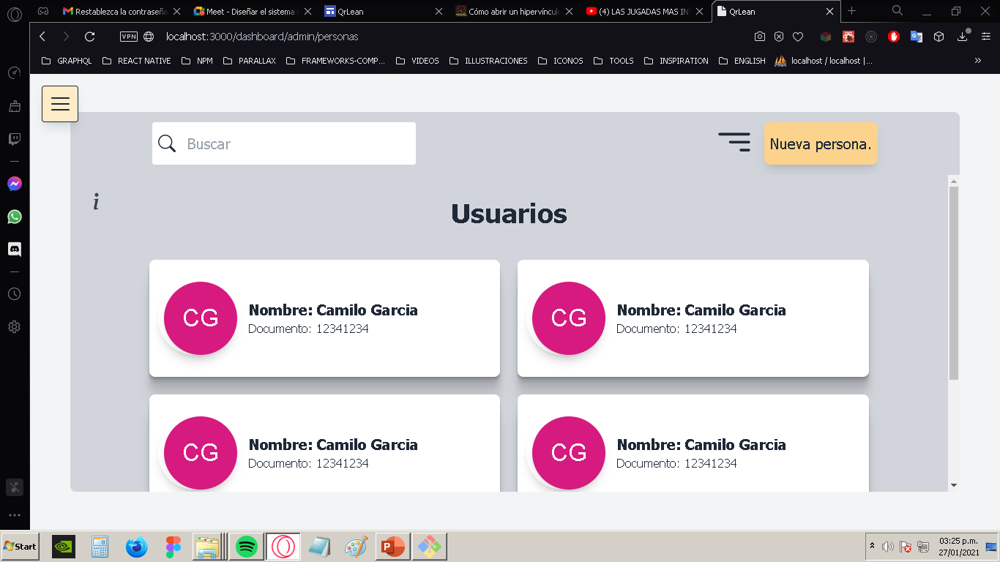 Restablezca la contraseña
Meet - Diseñar el sistema
QrLean
Cómo abrir un hipervíncul
(4) LAS JUGADAS MAS IN
QrLean
VPN
localhost:3000/dashboard/admin/personas
GRAPHQL
REACT NATIVE
NPM
PARALLAX
FRAMEWORKS-COMP...
VIDEOS
ILLUSTRACIONES
ICONOS
TOOLS
INSPIRATION
ENGLISH
localhost / localhost |...
»
Buscar
Nueva persona.
i
Usuarios
CG
Nombre: Camilo Garcia
Documento: 12341234
CG
Nombre: Camilo Garcia
Documento: 12341234
CG
Nombre: Camilo Garcia
Documento: 12341234
CG
Nombre: Camilo Garcia
Documento: 12341234
Start
03:25 p.m.
27/01/2021